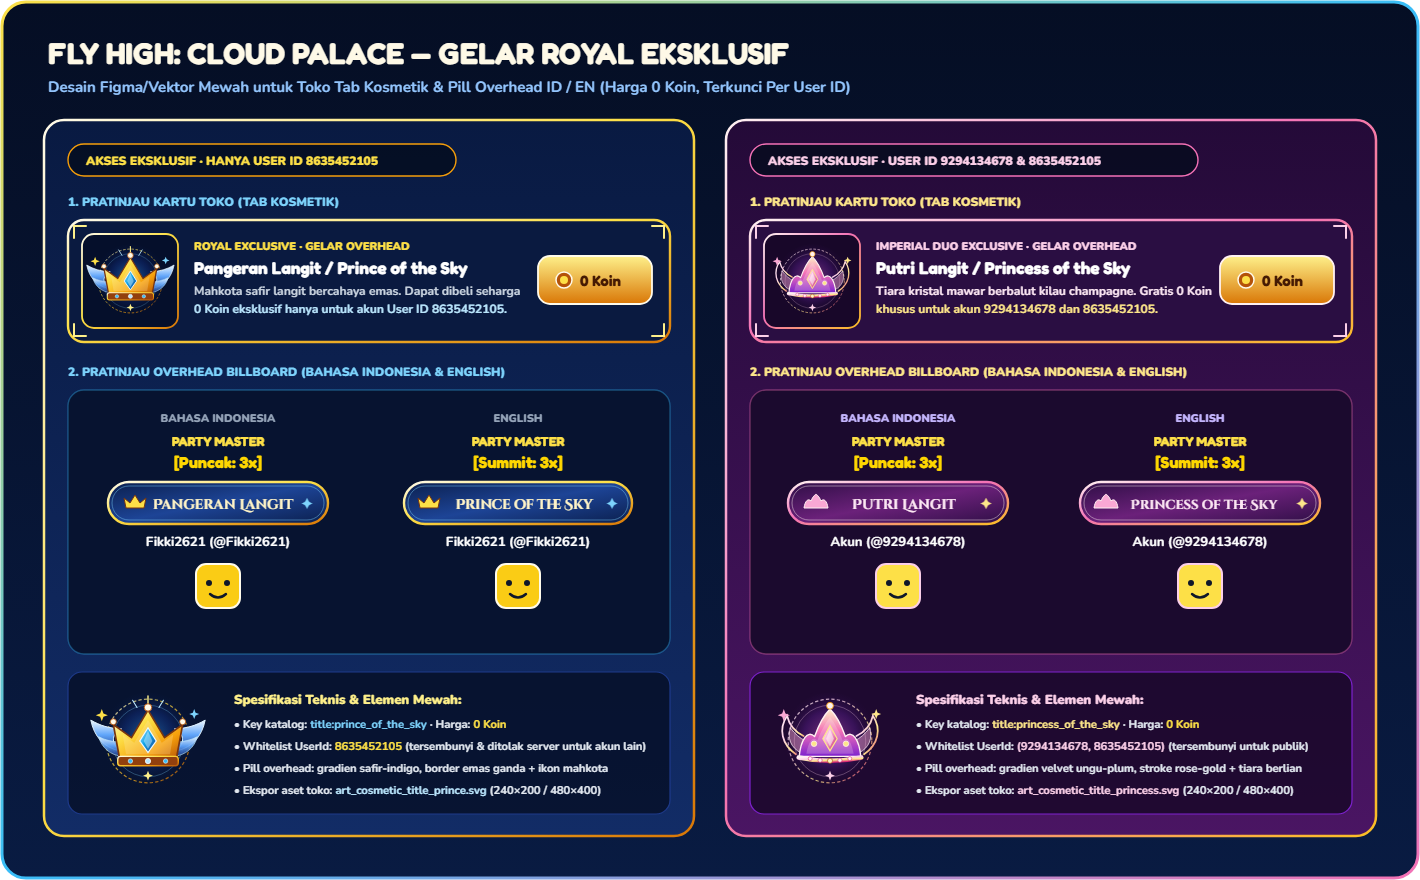 FLY HIGH: CLOUD PALACE — GELAR ROYAL EKSKLUSIF
Desain Figma/Vektor Mewah untuk Toko Tab Kosmetik & Pill Overhead ID / EN (Harga 0 Koin, Terkunci Per User ID)
AKSES EKSKLUSIF · HANYA USER ID 8635452105
1. PRATINJAU KARTU TOKO (TAB KOSMETIK)
ROYAL EXCLUSIVE · GELAR OVERHEAD
Pangeran Langit / Prince of the Sky
Mahkota safir langit bercahaya emas. Dapat dibeli seharga
0 Koin eksklusif hanya untuk akun User ID 8635452105.
0 Koin
2. PRATINJAU OVERHEAD BILLBOARD (BAHASA INDONESIA & ENGLISH)
BAHASA INDONESIA
PARTY MASTER
[Puncak: 3x]
PANGERAN LANGIT
Fikki2621 (@Fikki2621)
ENGLISH
PARTY MASTER
[Summit: 3x]
PRINCE OF THE SKY
Fikki2621 (@Fikki2621)
Spesifikasi Teknis & Elemen Mewah:
• Key katalog: title:prince_of_the_sky · Harga: 0 Koin
• Whitelist UserId: 8635452105 (tersembunyi & ditolak server untuk akun lain)
• Pill overhead: gradien safir-indigo, border emas ganda + ikon mahkota
• Ekspor aset toko: art_cosmetic_title_prince.svg (240×200 / 480×400)
AKSES EKSKLUSIF · USER ID 9294134678 & 8635452105
1. PRATINJAU KARTU TOKO (TAB KOSMETIK)
IMPERIAL DUO EXCLUSIVE · GELAR OVERHEAD
Putri Langit / Princess of the Sky
Tiara kristal mawar berbalut kilau champagne. Gratis 0 Koin
khusus untuk akun 9294134678 dan 8635452105.
0 Koin
2. PRATINJAU OVERHEAD BILLBOARD (BAHASA INDONESIA & ENGLISH)
BAHASA INDONESIA
PARTY MASTER
[Puncak: 3x]
PUTRI LANGIT
Akun (@9294134678)
ENGLISH
PARTY MASTER
[Summit: 3x]
PRINCESS OF THE SKY
Akun (@9294134678)
Spesifikasi Teknis & Elemen Mewah:
• Key katalog: title:princess_of_the_sky · Harga: 0 Koin
• Whitelist UserId: (9294134678, 8635452105) (tersembunyi untuk publik)
• Pill overhead: gradien velvet ungu-plum, stroke rose-gold + tiara berlian
• Ekspor aset toko: art_cosmetic_title_princess.svg (240×200 / 480×400)